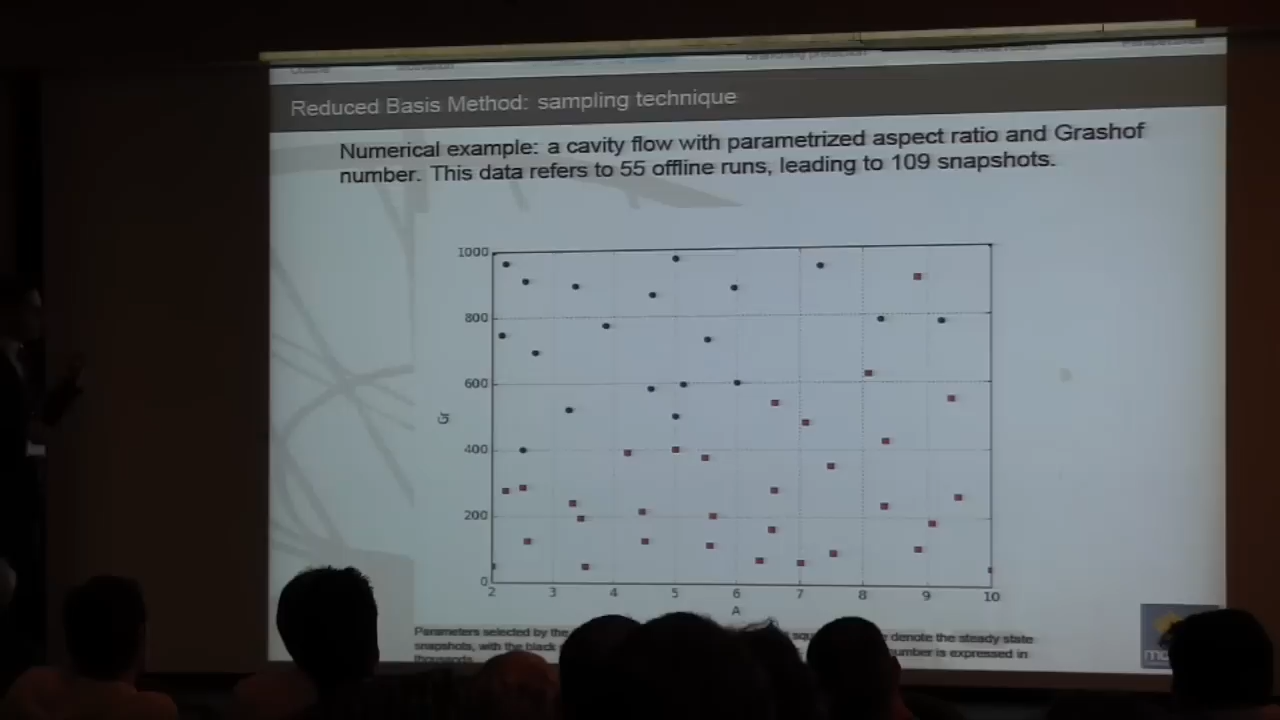 Reduced Basis Method: sampling technique
Numerical example: a cavity flow with parametrized aspect ratio and Grashof
number. This data refers to 55 offline runs, leading to 109 snapshots.
1000
800
600
Gr
400
200
0
2 3 4 5 6 7 8 9 10
A
Parameters selected by the denote the steady state
snapshots, with the black number is expressed in
thousands